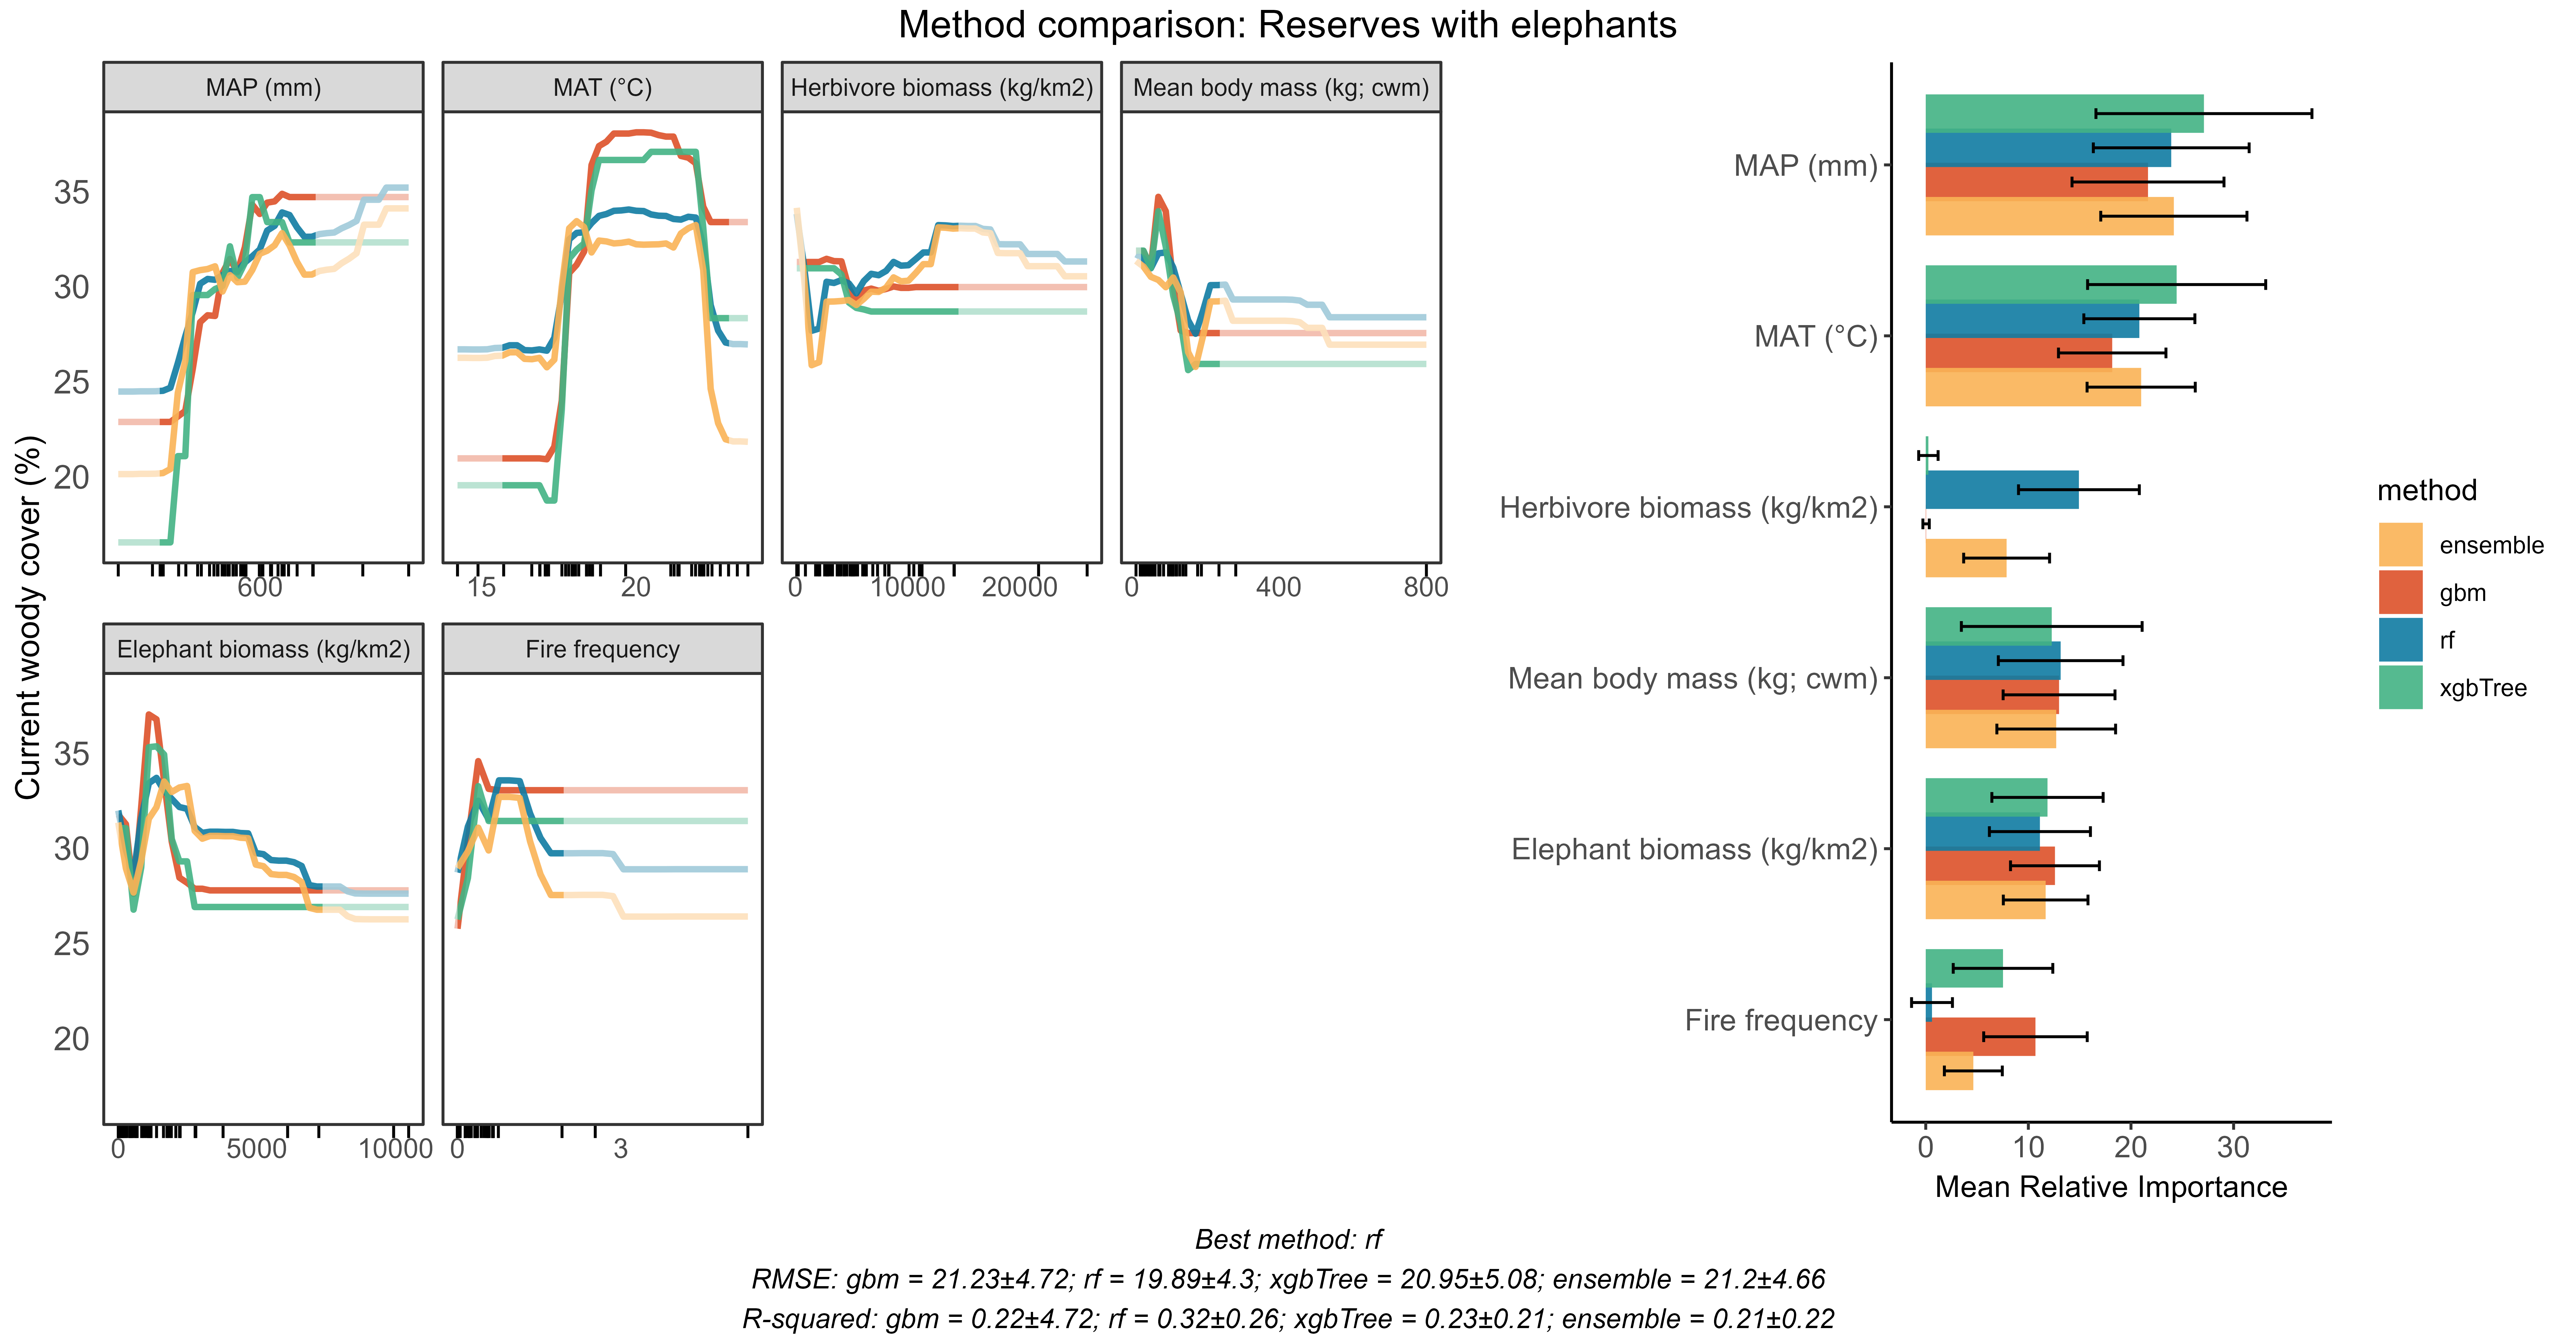 Method comparison: Reserves with elephants
MAP (mm)
MAT (°C)
Herbivore biomass (kg/km2)
Mean body mass (kg; cwm)
35
30
25
20
600
15
20
0
10000
20000
0
400
800
Current woody cover (%)
Elephant biomass (kg/km2)
Fire frequency
35
30
25
20
0
5000
10000
0
3
MAP (mm)
MAT (°C)
Herbivore biomass (kg/km2)
Mean body mass (kg; cwm)
Elephant biomass (kg/km2)
Fire frequency
0
10
20
30
Mean Relative Importance
method
ensemble
gbm
rf
xgbTree
Best method: rf
RMSE: gbm = 21.23±4.72; rf = 19.89±4.3; xgbTree = 20.95±5.08; ensemble = 21.2±4.66
R-squared: gbm = 0.22±4.72; rf = 0.32±0.26; xgbTree = 0.23±0.21; ensemble = 0.21±0.22